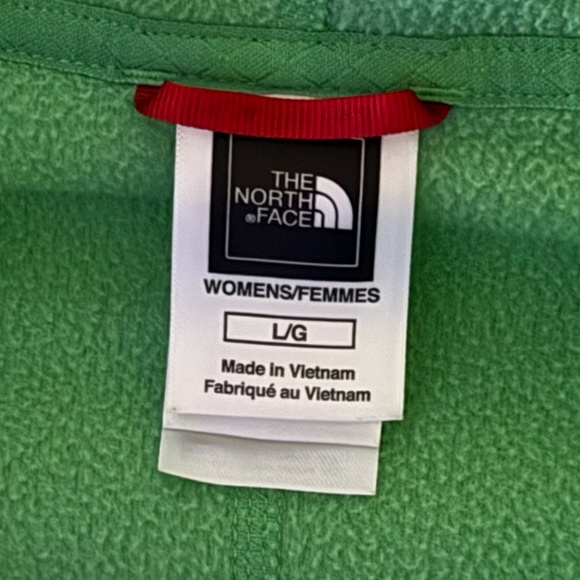 THE
NORTH
®FACE
WOMENS/FEMMES
L/G
Made in Vietnam
Fabriqué au Vietnam